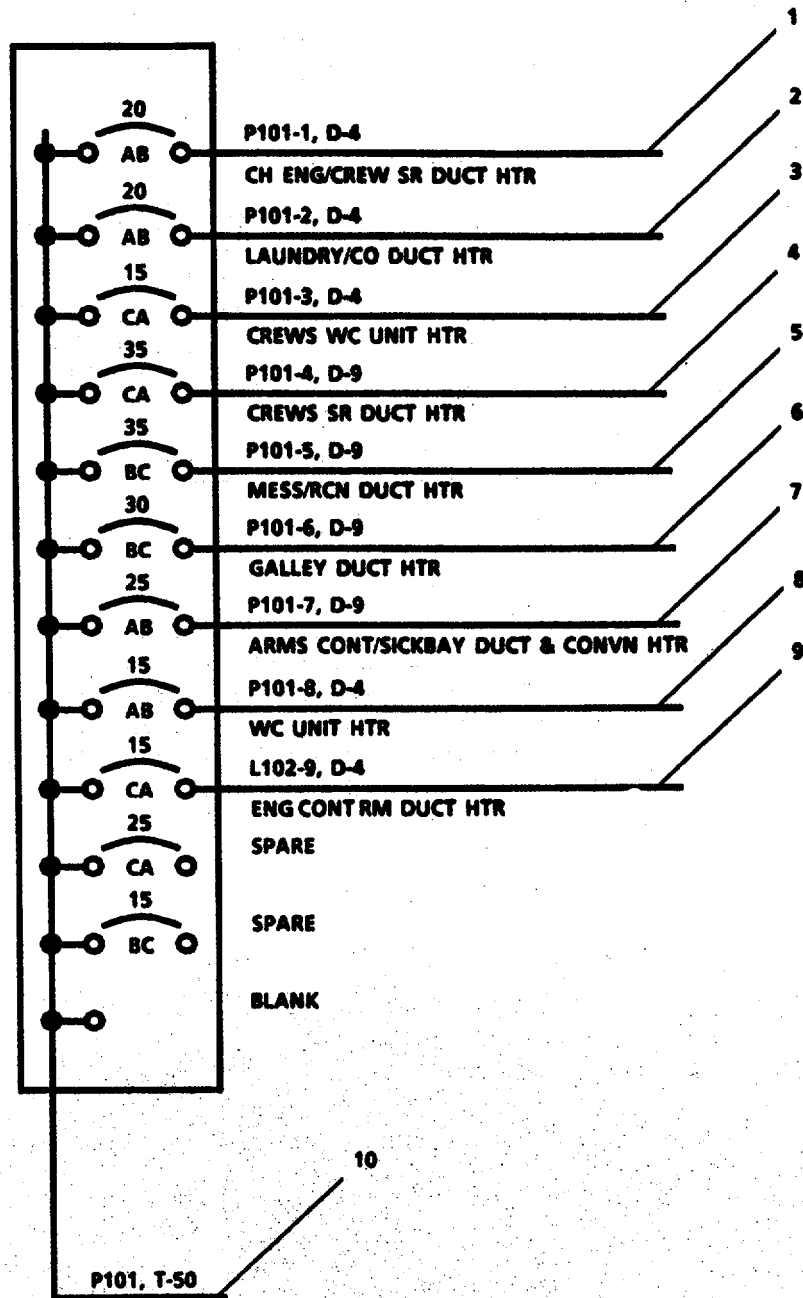 1
20
P101-1, D-4
AB
CH ENG/CREW SR DUCT HTR
2
20
P101-2, D-4
AB
LAUNDRY/CO DUCT HTR
3
15
P101-3, D-4
CA
CREWS WC UNIT HTR
4
35
P101-4, D-9
CA
CREWS SR DUCT HTR
5
35
P101-5, D-9
BC
MESS/RCN DUCT HTR
6
30
P101-6, D-9
BC
GALLEY DUCT HTR
7
25
P101-7, D-9
AB
ARMS CONT/SICKBAY DUCT & CONVN HTR
8
15
P101-8, D-4
AB
WC UNIT HTR
9
15
L102-9, D-4
CA
ENG CONT RM DUCT HTR
25
CA
SPARE
15
BC
SPARE
BLANK
10
P101, T-50